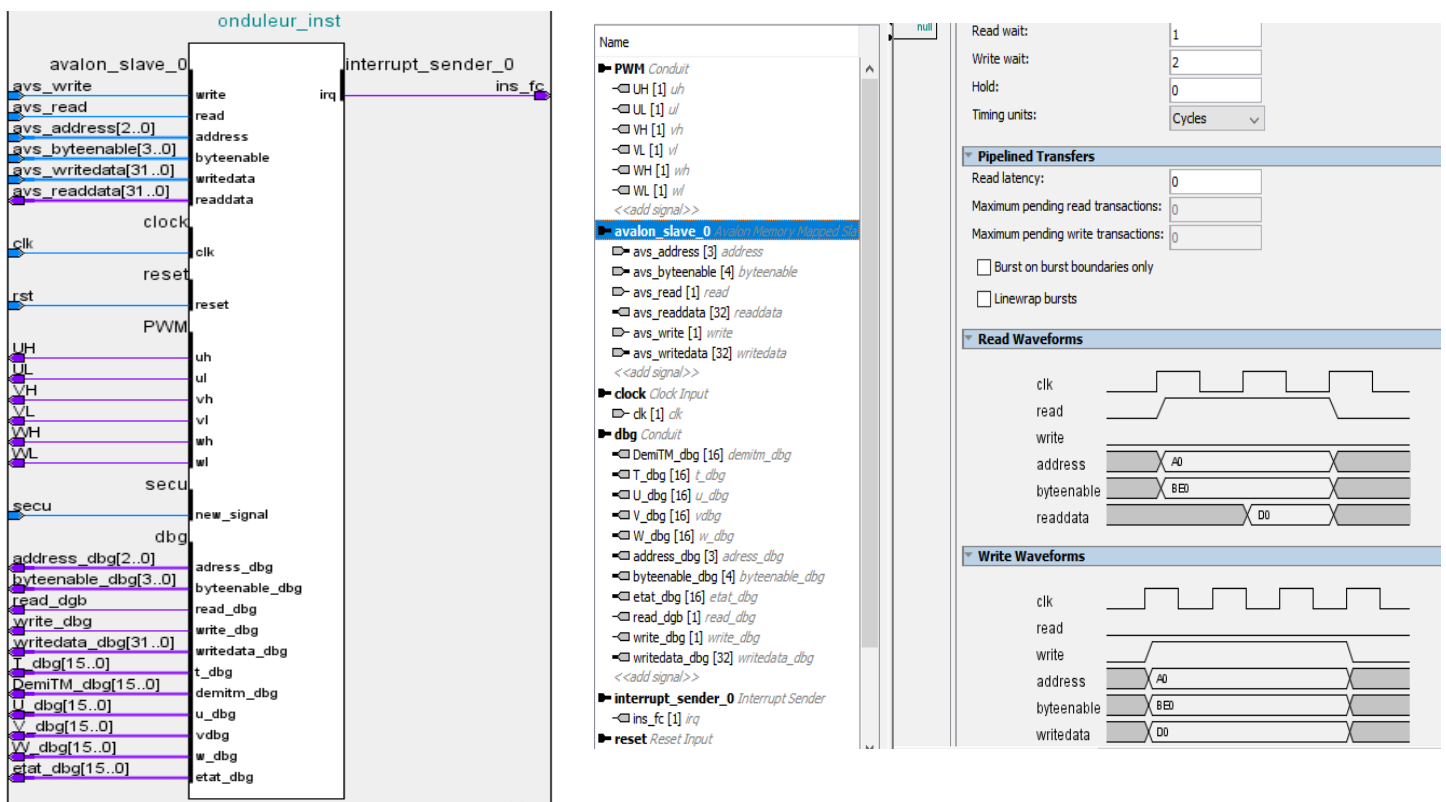 onduleur_inst
avalon_slave_0
interrupt_sender_0
avs_write
write
irq
ins_fc
avs_read
read
avs_address[2..0]
address
avs_byteenable[3..0]
byteenable
avs_writedata[31..0]
writedata
avs_readdata[31..0]
readdata
clock
clk
clk
reset
rst
reset
PWM
UH
uh
UL
ul
VH
vh
VL
vl
WH
wh
WL
wl
secu
secu
new_signal
dbg
address_dbg[2..0]
adress_dbg
byteenable_dbg[3..0]
byteenable_dbg
read_dgb
read_dbg
write_dbg
write_dbg
writedata_dbg[31..0]
writedata_dbg
T_dbg[15..0]
t_dbg
DemiTM_dbg[15..0]
demitm_dbg
U_dbg[15..0]
u_dbg
V_dbg[15..0]
vdbg
W_dbg[15..0]
w_dbg
etat_dbg[15..0]
etat_dbg
Name
PWM Conduit
UH [1] uh
UL [1] ul
VH [1] vh
VL [1] vl
WH [1] wh
WL [1] wl
<<add signal>>
avalon_slave_0 Avalon Memory Mapped Sla
avs_address [3] address
avs_byteenable [4] byteenable
avs_read [1] read
avs_readdata [32] readdata
avs_write [1] write
avs_writedata [32] writedata
<<add signal>>
clock Clock Input
clk [1] clk
dbg Conduit
DemiTM_dbg [16] demitm_dbg
T_dbg [16] t_dbg
U_dbg [16] u_dbg
V_dbg [16] vdbg
W_dbg [16] w_dbg
address_dbg [3] adress_dbg
byteenable_dbg [4] byteenable_dbg
etat_dbg [16] etat_dbg
read_dgb [1] read_dbg
write_dbg [1] write_dbg
writedata_dbg [32] writedata_dbg
<<add signal>>
interrupt_sender_0 Interrupt Sender
ins_fc [1] irq
reset Reset Input
null
Read wait: 1
Write wait: 2
Hold: 0
Timing units: Cycles
Pipelined Transfers
Read latency: 0
Maximum pending read transactions: 0
Maximum pending write transactions: 0
Burst on burst boundaries only
Linewrap bursts
Read Waveforms
clk
read
write
address A0
byteenable BE0
readdata D0
Write Waveforms
clk
read
write
address A0
byteenable BE0
writedata D0